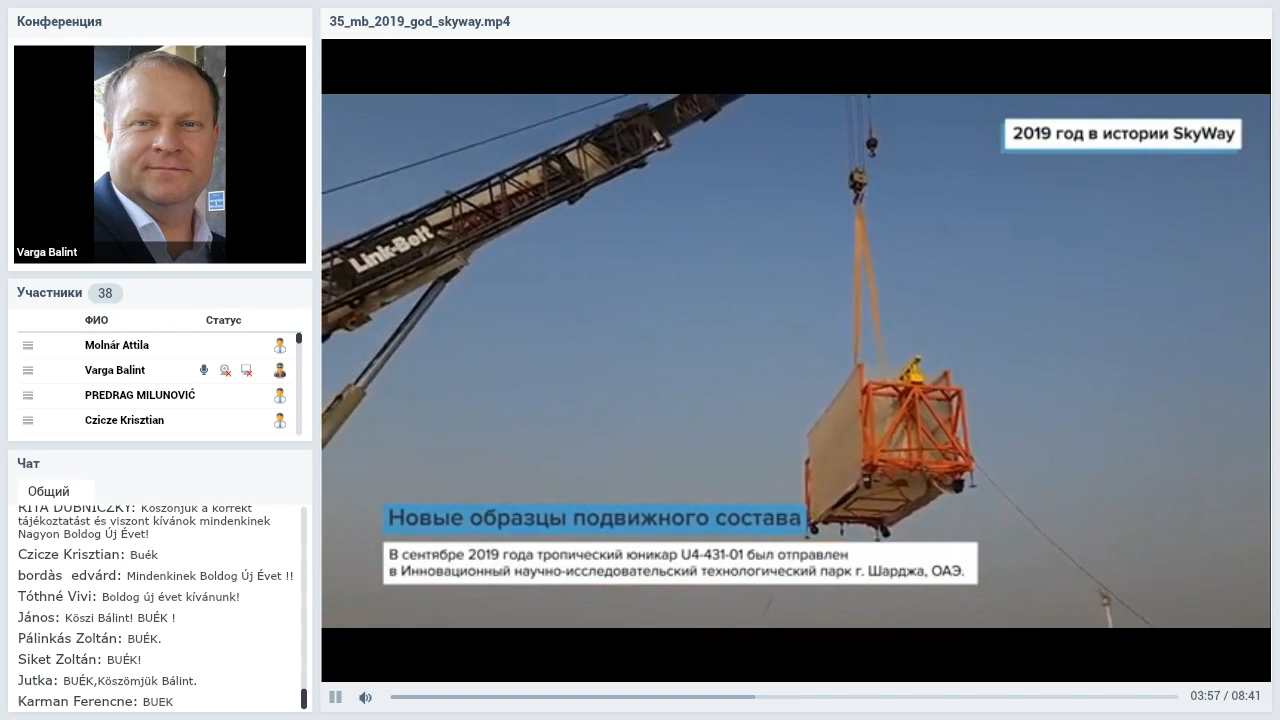 Конференция
Varga Balint
Участники 38
ФИО Статус
Molnár Attila
Varga Balint
PREDRAG MILUNOVIĆ
Czicze Krisztian
Чат
Общий
RITA DUBNICZKY: Köszönjük a korrekt
tájékoztatást és viszont kívánok mindenkinek
Nagyon Boldog Új Évet!
Czicze Krisztian: Buék
bordàs edvárd: Mindenkinek Boldog Új Évet !!
Tóthné Vivi: Boldog új évet kívánunk!
János: Köszi Bálint! BUÉK !
Pálinkás Zoltán: BUÉK.
Siket Zoltán: BUÉK!
Jutka: BUÉK,Köszömjük Bálint.
Karman Ferencne: BUEK
35_mb_2019_god_skyway.mp4
2019 год в истории SkyWay
Link-Belt
Новые образцы подвижного состава
В сентябре 2019 года тропический юникар U4-431-01 был отправлен
в Инновационный научно-исследовательский технологический парк г. Шарджа, ОАЭ.
03:57 / 08:41